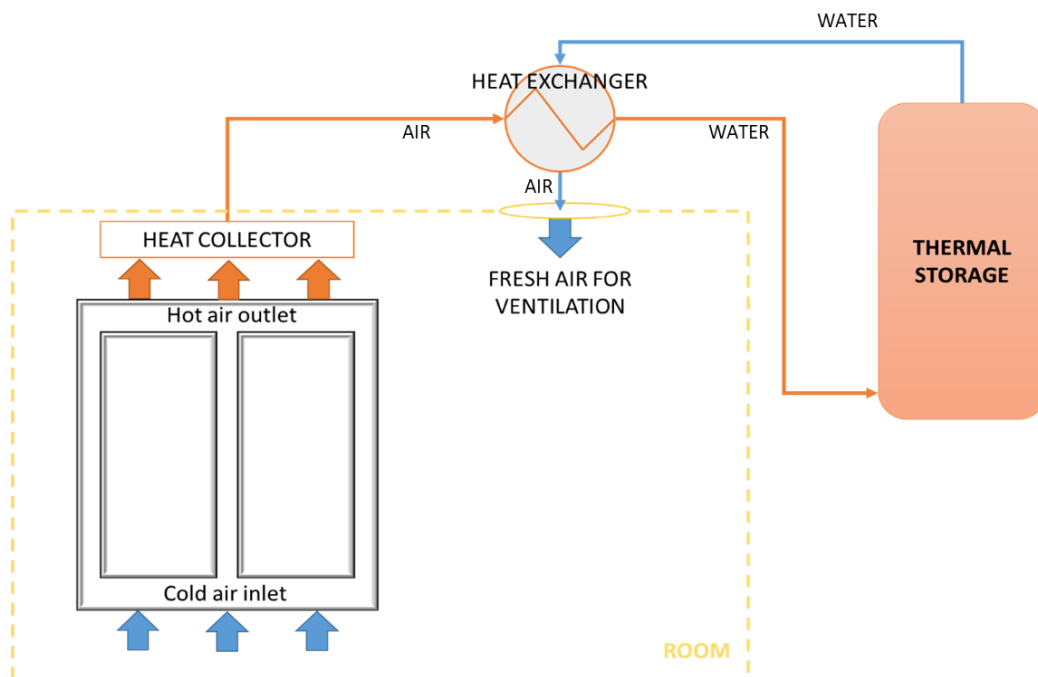 WATER
HEAT EXCHANGER
AIR
WATER
AIR
HEAT COLLECTOR
THERMAL
STORAGE
FRESH AIR FOR
VENTILATION
Hot air outlet
Cold air inlet
ROOM